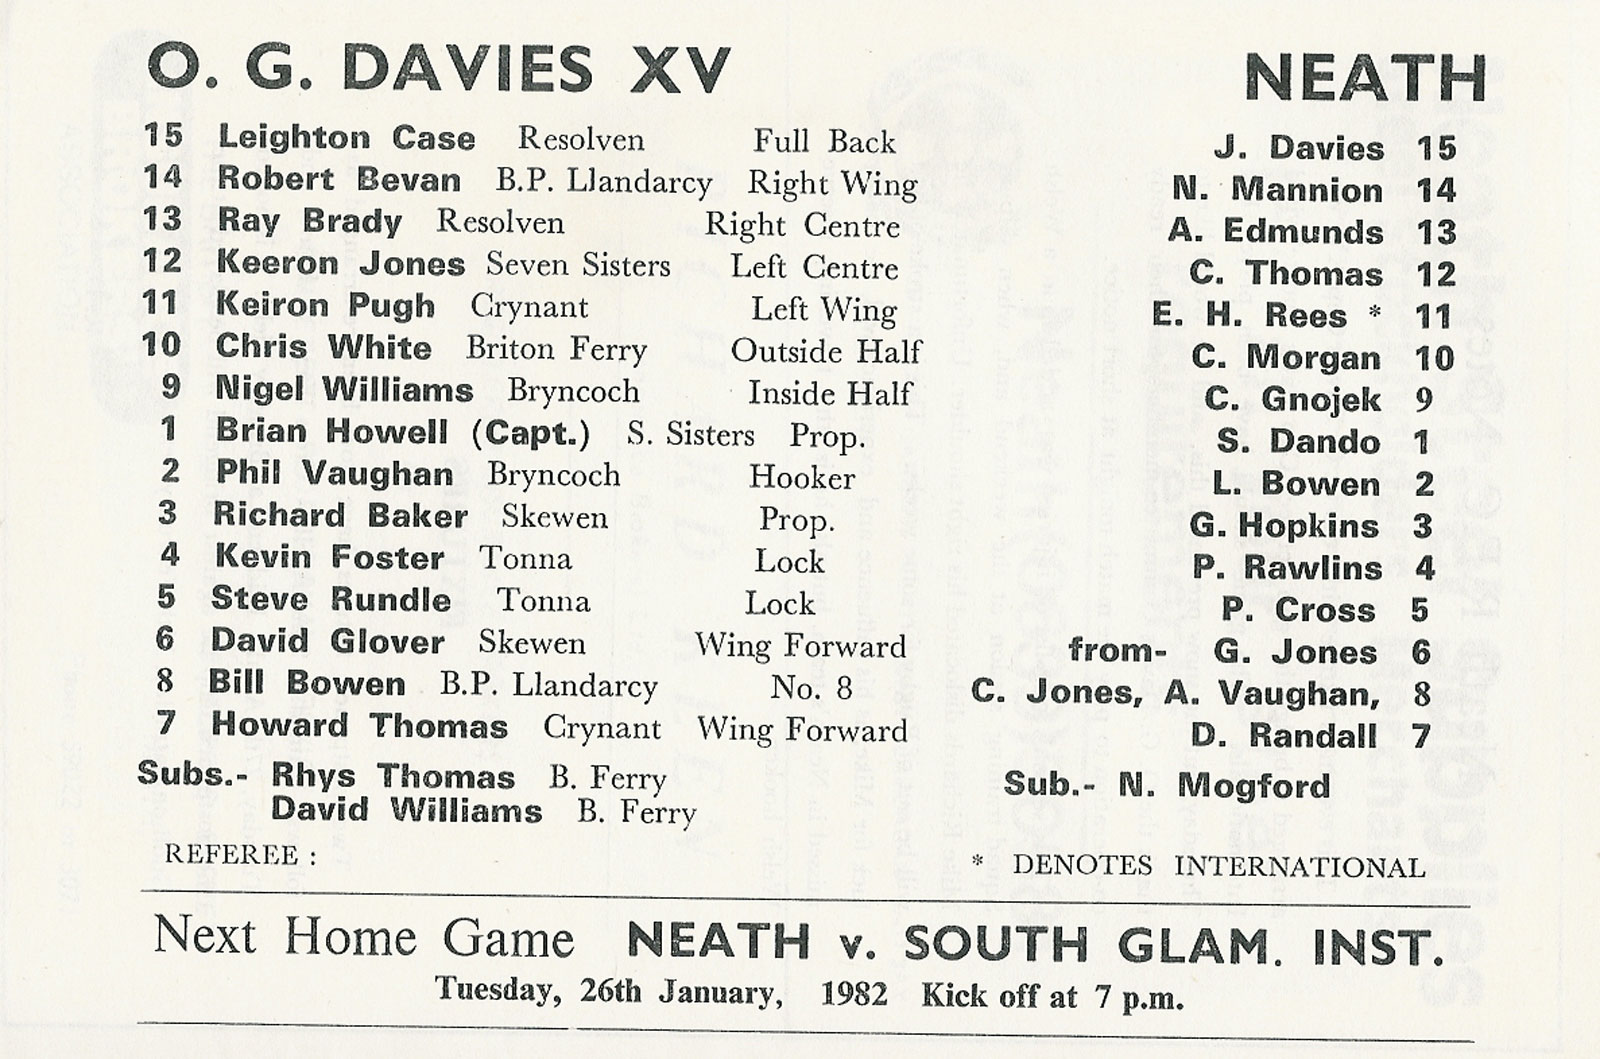 O. G. DAVIES XV NEATH
15 Leighton Case Resolven Full Back J. Davies 15
14 Robert Bevan B.P. Llandarcy Right Wing N. Mannion 14
13 Ray Brady Resolven Right Centre A. Edmunds 13
12 Keeron Jones Seven Sisters Left Centre C. Thomas 12
11 Keiron Pugh Crynant Left Wing E. H. Rees * 11
10 Chris White Briton Ferry Outside Half C. Morgan 10
9 Nigel Williams Bryncoch Inside Half C. Gnojek 9
1 Brian Howell (Capt.) S. Sisters Prop. S. Dando 1
2 Phil Vaughan Bryncoch Hooker L. Bowen 2
3 Richard Baker Skewen Prop. G. Hopkins 3
4 Kevin Foster Tonna Lock P. Rawlins 4
5 Steve Rundle Tonna Lock P. Cross 5
6 David Glover Skewen Wing Forward from- G. Jones 6
8 Bill Bowen B.P. Llandarcy No. 8 C. Jones, A. Vaughan, 8
7 Howard Thomas Crynant Wing Forward D. Randall 7
Subs.- Rhys Thomas B. Ferry Sub.- N. Mogford
David Williams B. Ferry
REFEREE : * DENOTES INTERNATIONAL
Next Home Game NEATH v. SOUTH GLAM. INST.
Tuesday, 26th January, 1982 Kick off at 7 p.m.